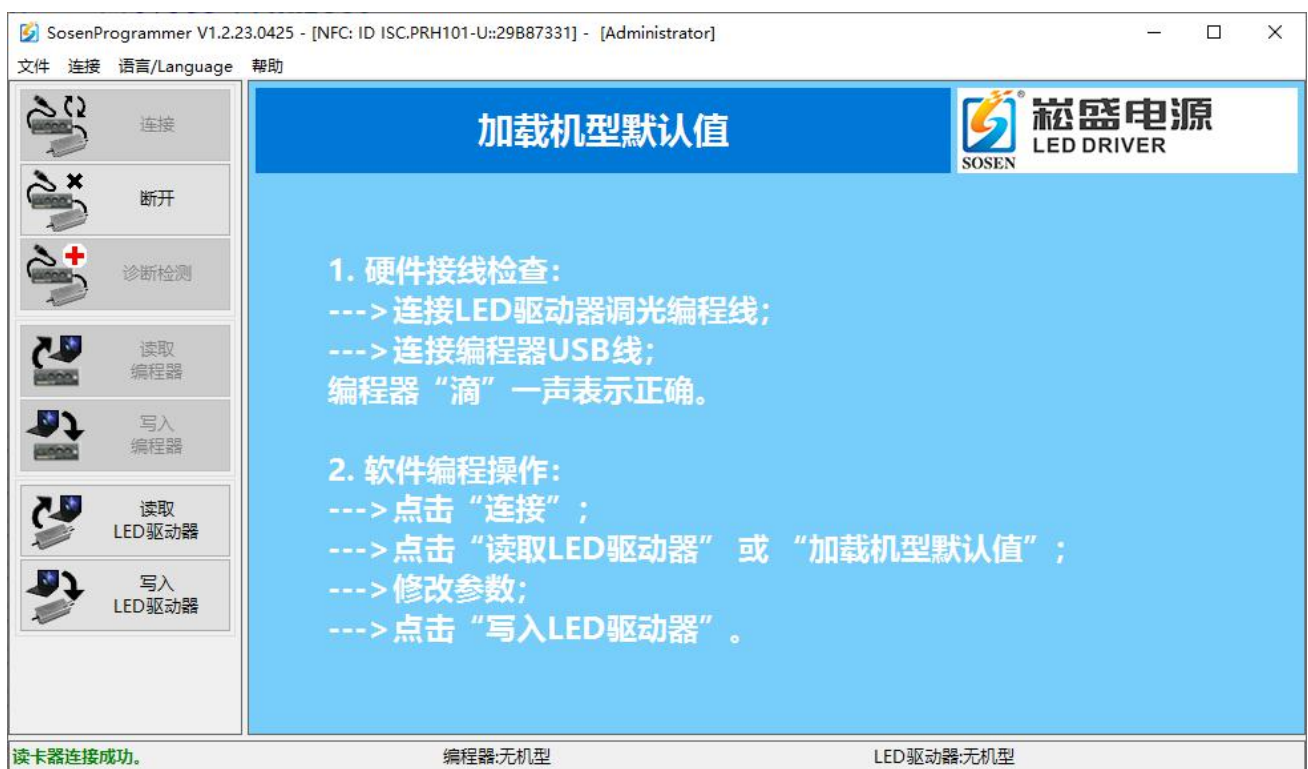 SosenProgrammer V1.2.23.0425 - [NFC: ID ISC.PRH101-U::29B87331] - [Administrator]
文件 连接 语言/Language 帮助
连接
断开
诊断检测
读取
编程器
写入
编程器
读取
LED驱动器
写入
LED驱动器
加载机型默认值
SOSEN
崧盛电源
LED DRIVER
1. 硬件接线检查：
--->连接LED驱动器调光编程线;
--->连接编程器USB线;
编程器“滴”一声表示正确。
2. 软件编程操作：
--->点击“连接”;
--->点击“读取LED驱动器” 或 “加载机型默认值”;
--->修改参数;
--->点击“写入LED驱动器”。
读卡器连接成功。
编程器:无机型
LED驱动器:无机型